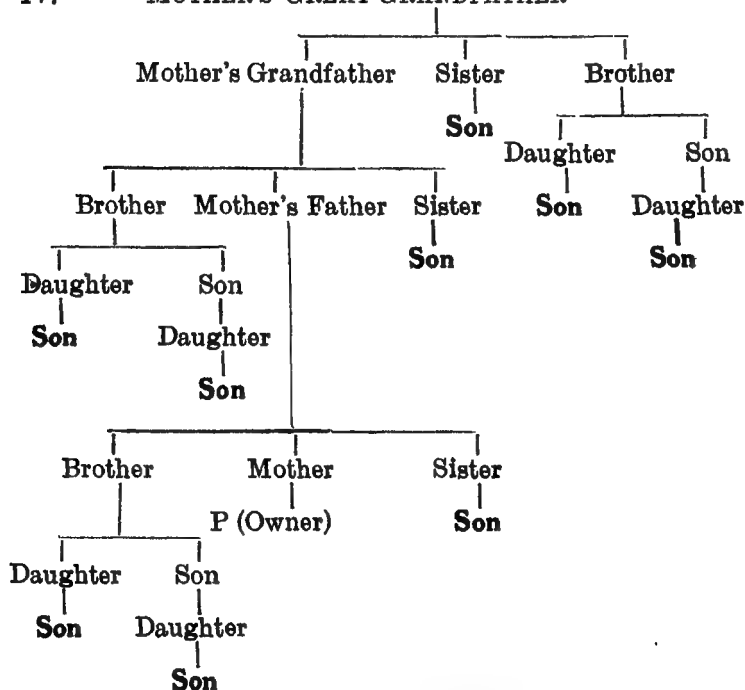 Mother's Grandfather Sister Brother
Son
Daughter Son
Brother Mother's Father Sister Son Daughter
Son Son
Daughter Son
Son Daughter
Son
Brother Mother Sister
P (Owner) Son
Daughter Son
Son Daughter
Son